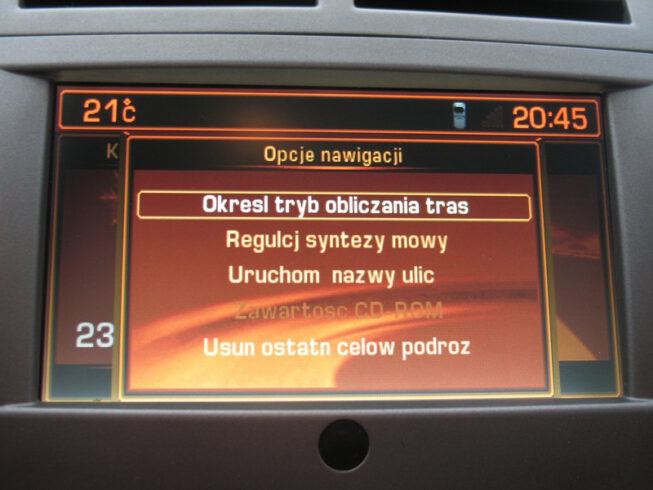 21°C 20:45
K
Opcje nawigacji
Okresl tryb obliczania tras
Regulcj syntezy mowy
Uruchom nazwy ulic
Zawartosc CD-ROM
23
Usun ostatn celow podroz